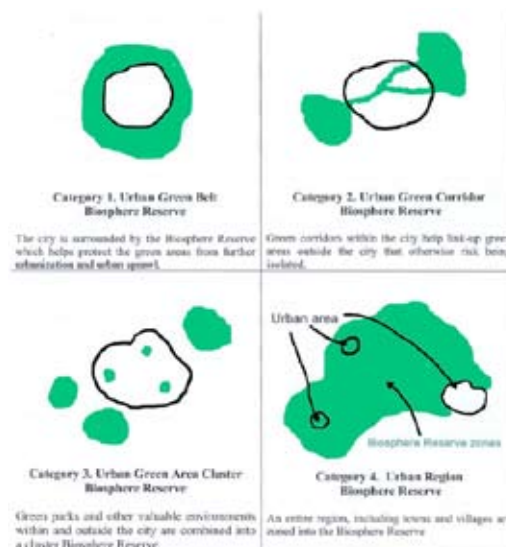 Category 1. Urban Green Belt
Biosphere Reserve
The city is surrounded by the Biosphere Reserve
which helps protect the green areas from further
urbanization and urban sprawl.
Category 2. Urban Green Corridor
Biosphere Reserve
Green corridors within the city help link-up green
areas outside the city that otherwise risk being
isolated.
Category 3. Urban Green Area Cluster
Biosphere Reserve
Green parks and other valuable environments
within and outside the city are combined into
a cluster Biosphere Reserve
Urban area
Biosphere Reserve zones
Category 4. Urban Region
Biosphere Reserve
An entire region, including towns and villages are
zoned into the Biosphere Reserve